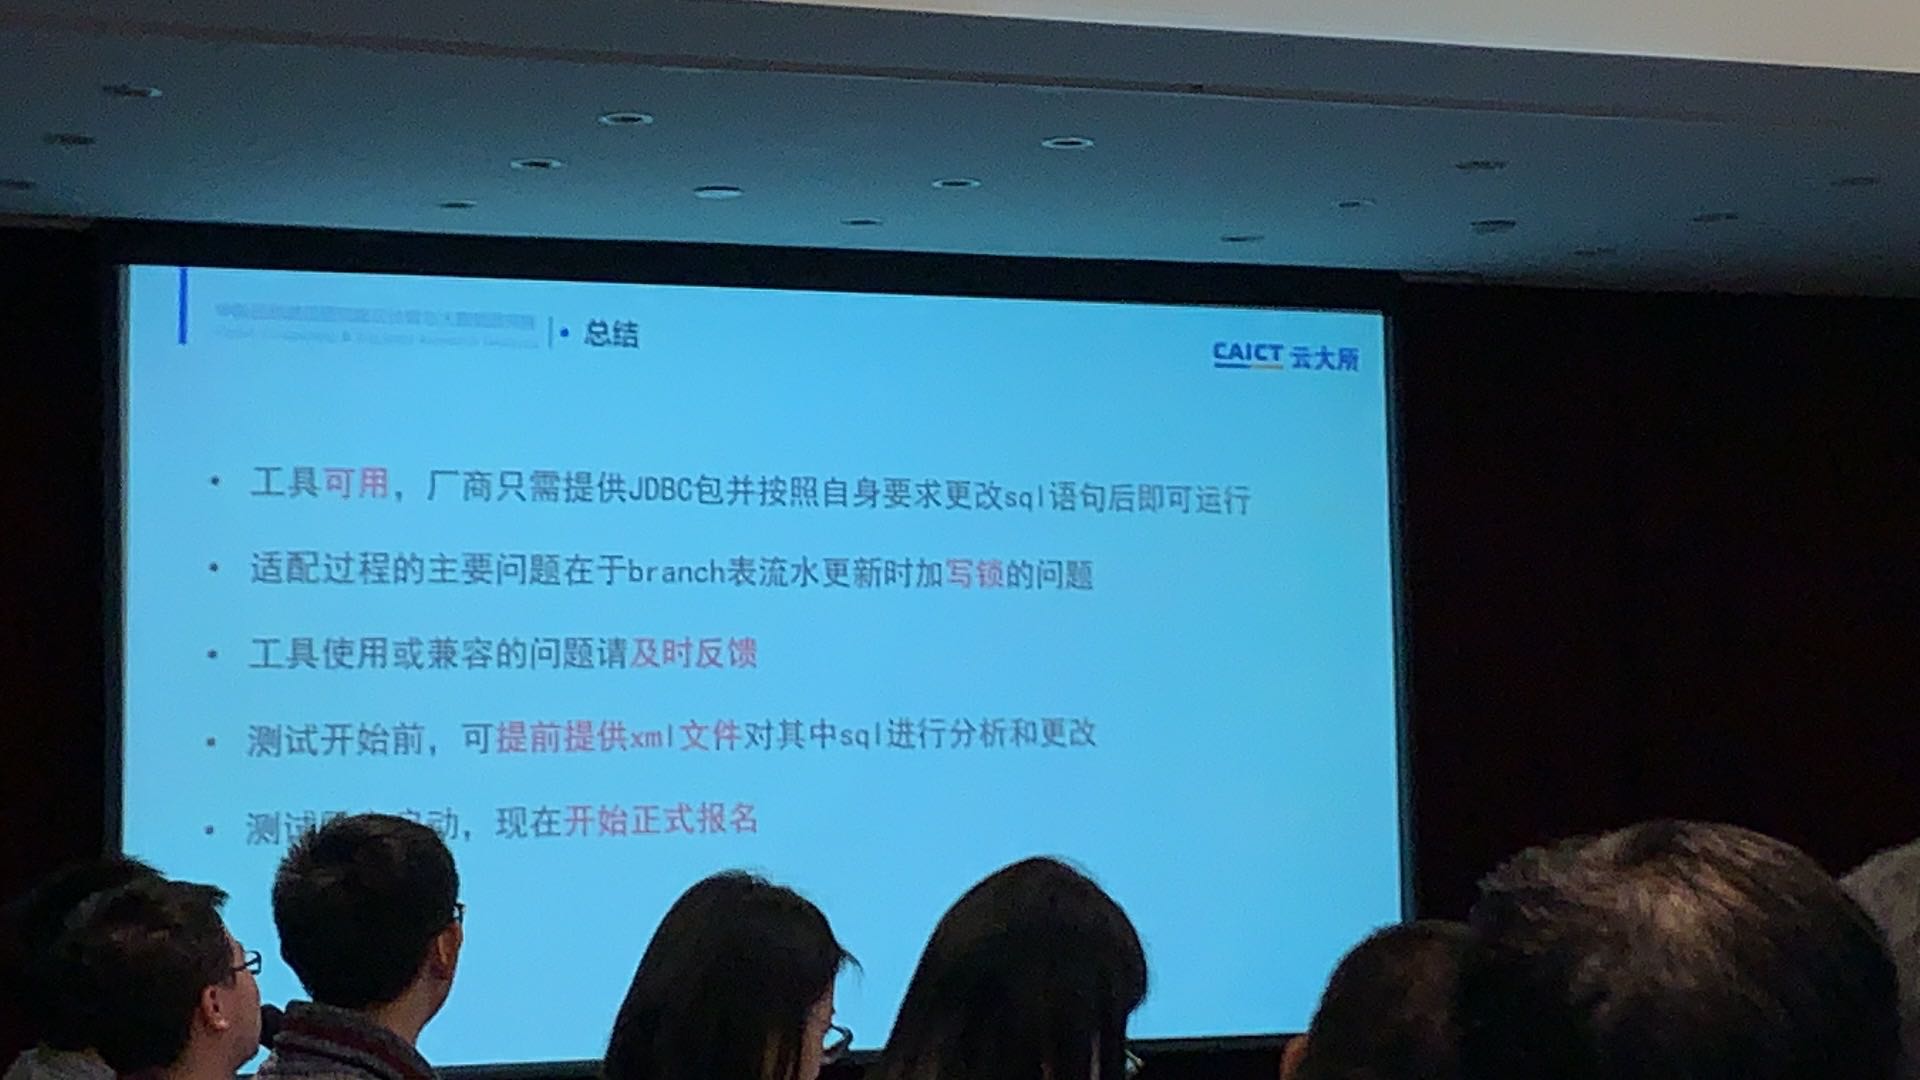 • 总结
CAICT 云大所
• 工具可用，厂商只需提供JDBC包并按照自身要求更改sql语句后即可运行
• 适配过程的主要问题在于branch表流水更新时加写锁的问题
• 工具使用或兼容的问题请及时反馈
• 测试开始前，可提前提供xml文件对其中sql进行分析和更改
• 测试 启动，现在开始正式报名